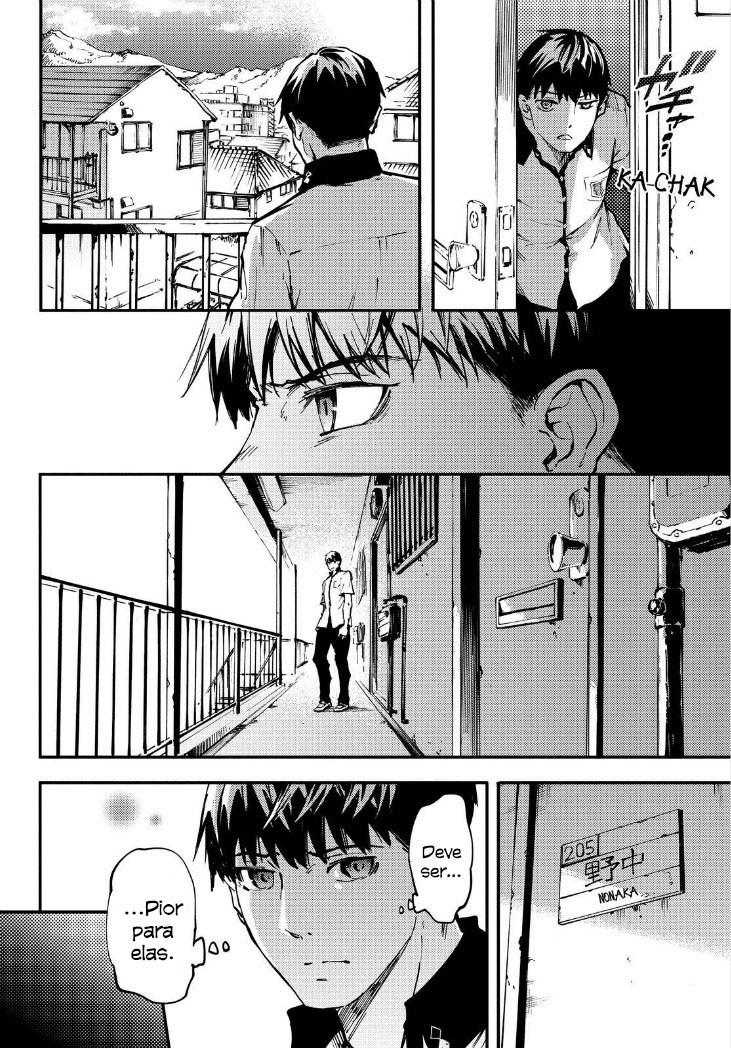 ガチャ…
KA-CHAK
205
野中
NONAKA
Deve
ser...
...Pior
para
elas.